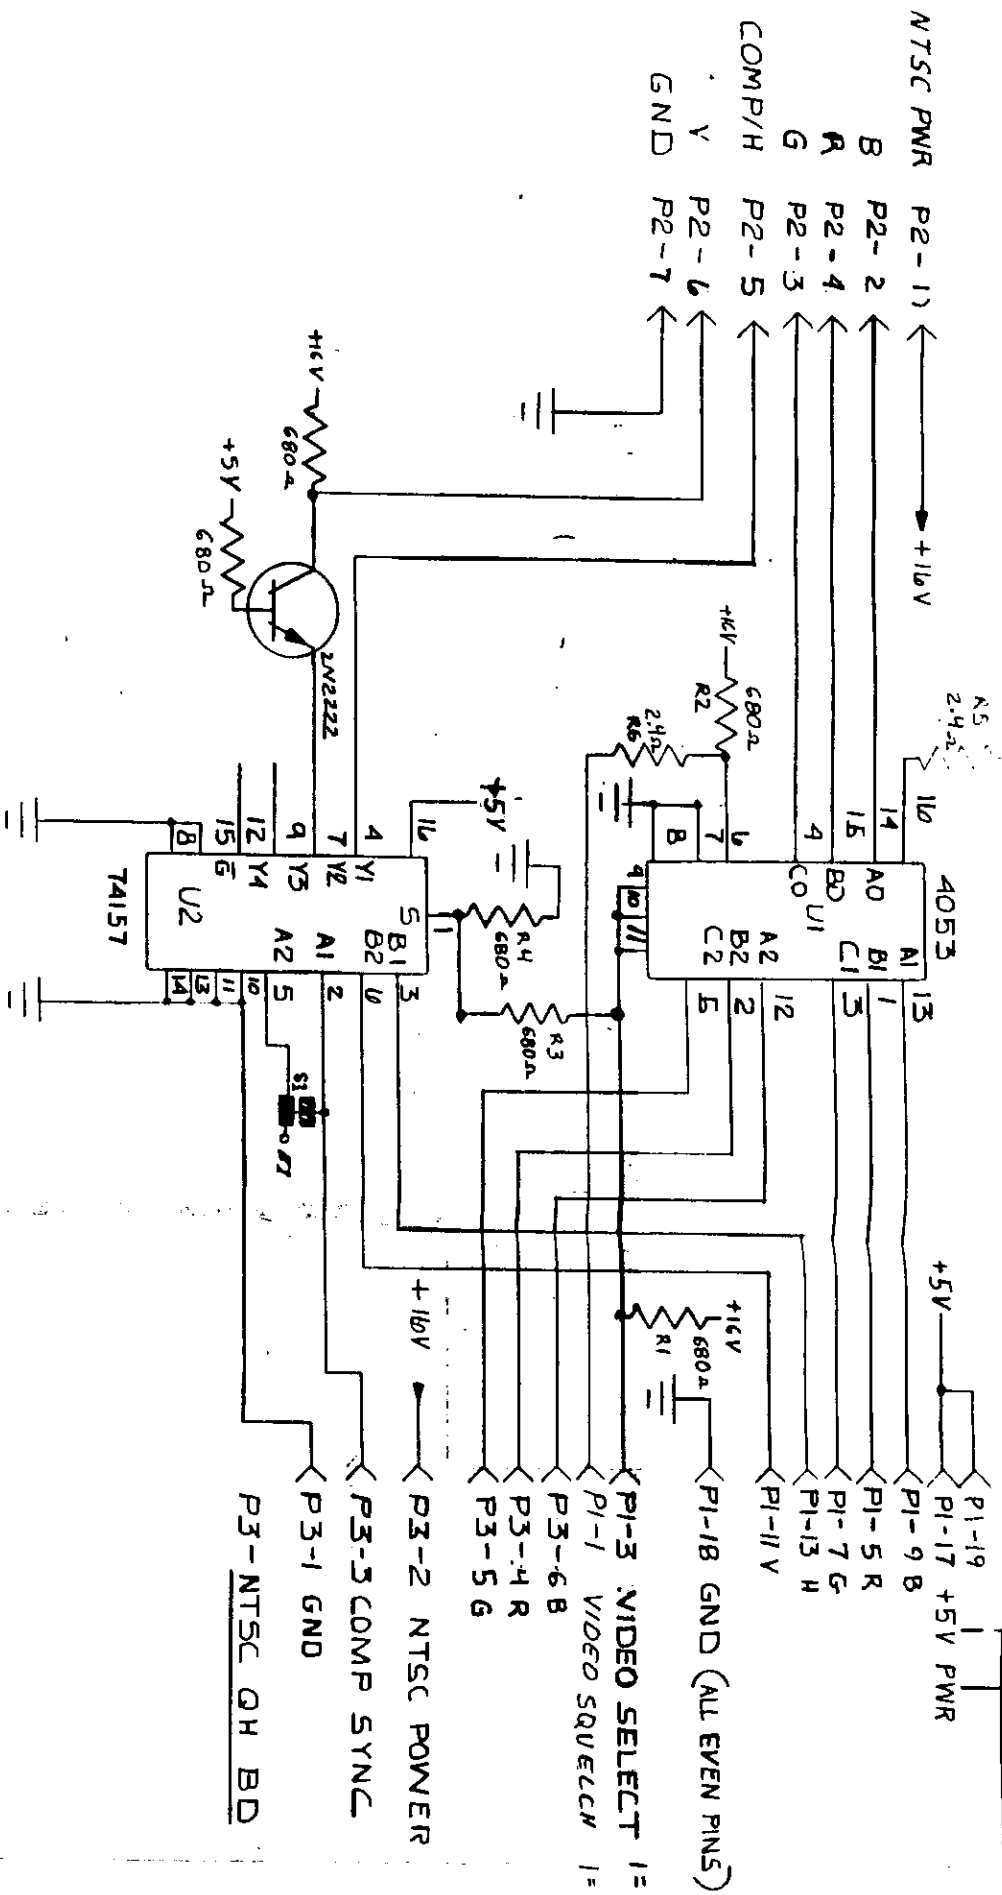 NTSC PWR P2-1)
+16V
B P2-2
R P2-4
G P2-3
COMP/H P2-5
V P2-6
GND P2-7
R5
2.4Ω
+16V
680Ω
R2
2.4Ω
R6
+16V
680Ω
+5V
680Ω
2N2222
4053
U1
16
14
15
4
6
7
8
9
10
11
A0
B0
C0
A1
B1
C1
A2
B2
C2
13
1
3
12
2
5
+5V
16
4
7
9
12
15
8
Y1
Y2
Y3
Y4
G
U2
74157
S
1
B1
B2
A1
A2
3
6
2
5
10
11
13
14
R4
680Ω
R3
680Ω
S1
+5V
+16V
680Ω
R1
+16V
P1-19
P1-17 +5V PWR
P1-9 B
P1-5 R
P1-7 G
P1-13 H
P1-11 V
P1-18 GND (ALL EVEN PINS)
P1-3 VIDEO SELECT 1=
P1-1 VIDEO SQUELCH 1=
P3-6 B
P3-4 R
P3-5 G
P3-2 NTSC POWER
P3-3 COMP SYNC
P3-1 GND
P3-NTSC QH BD